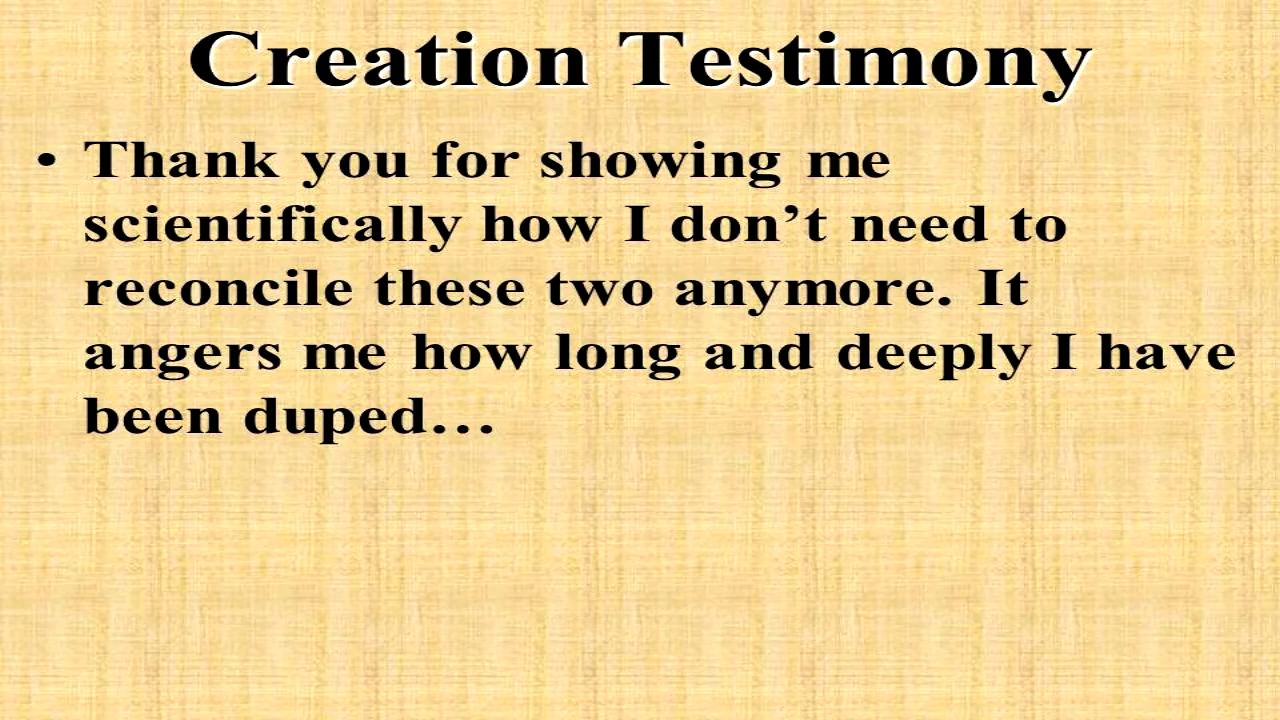 Creation Testimony
• Thank you for showing me
scientifically how I don’t need to
reconcile these two anymore. It
angers me how long and deeply I have
been duped…